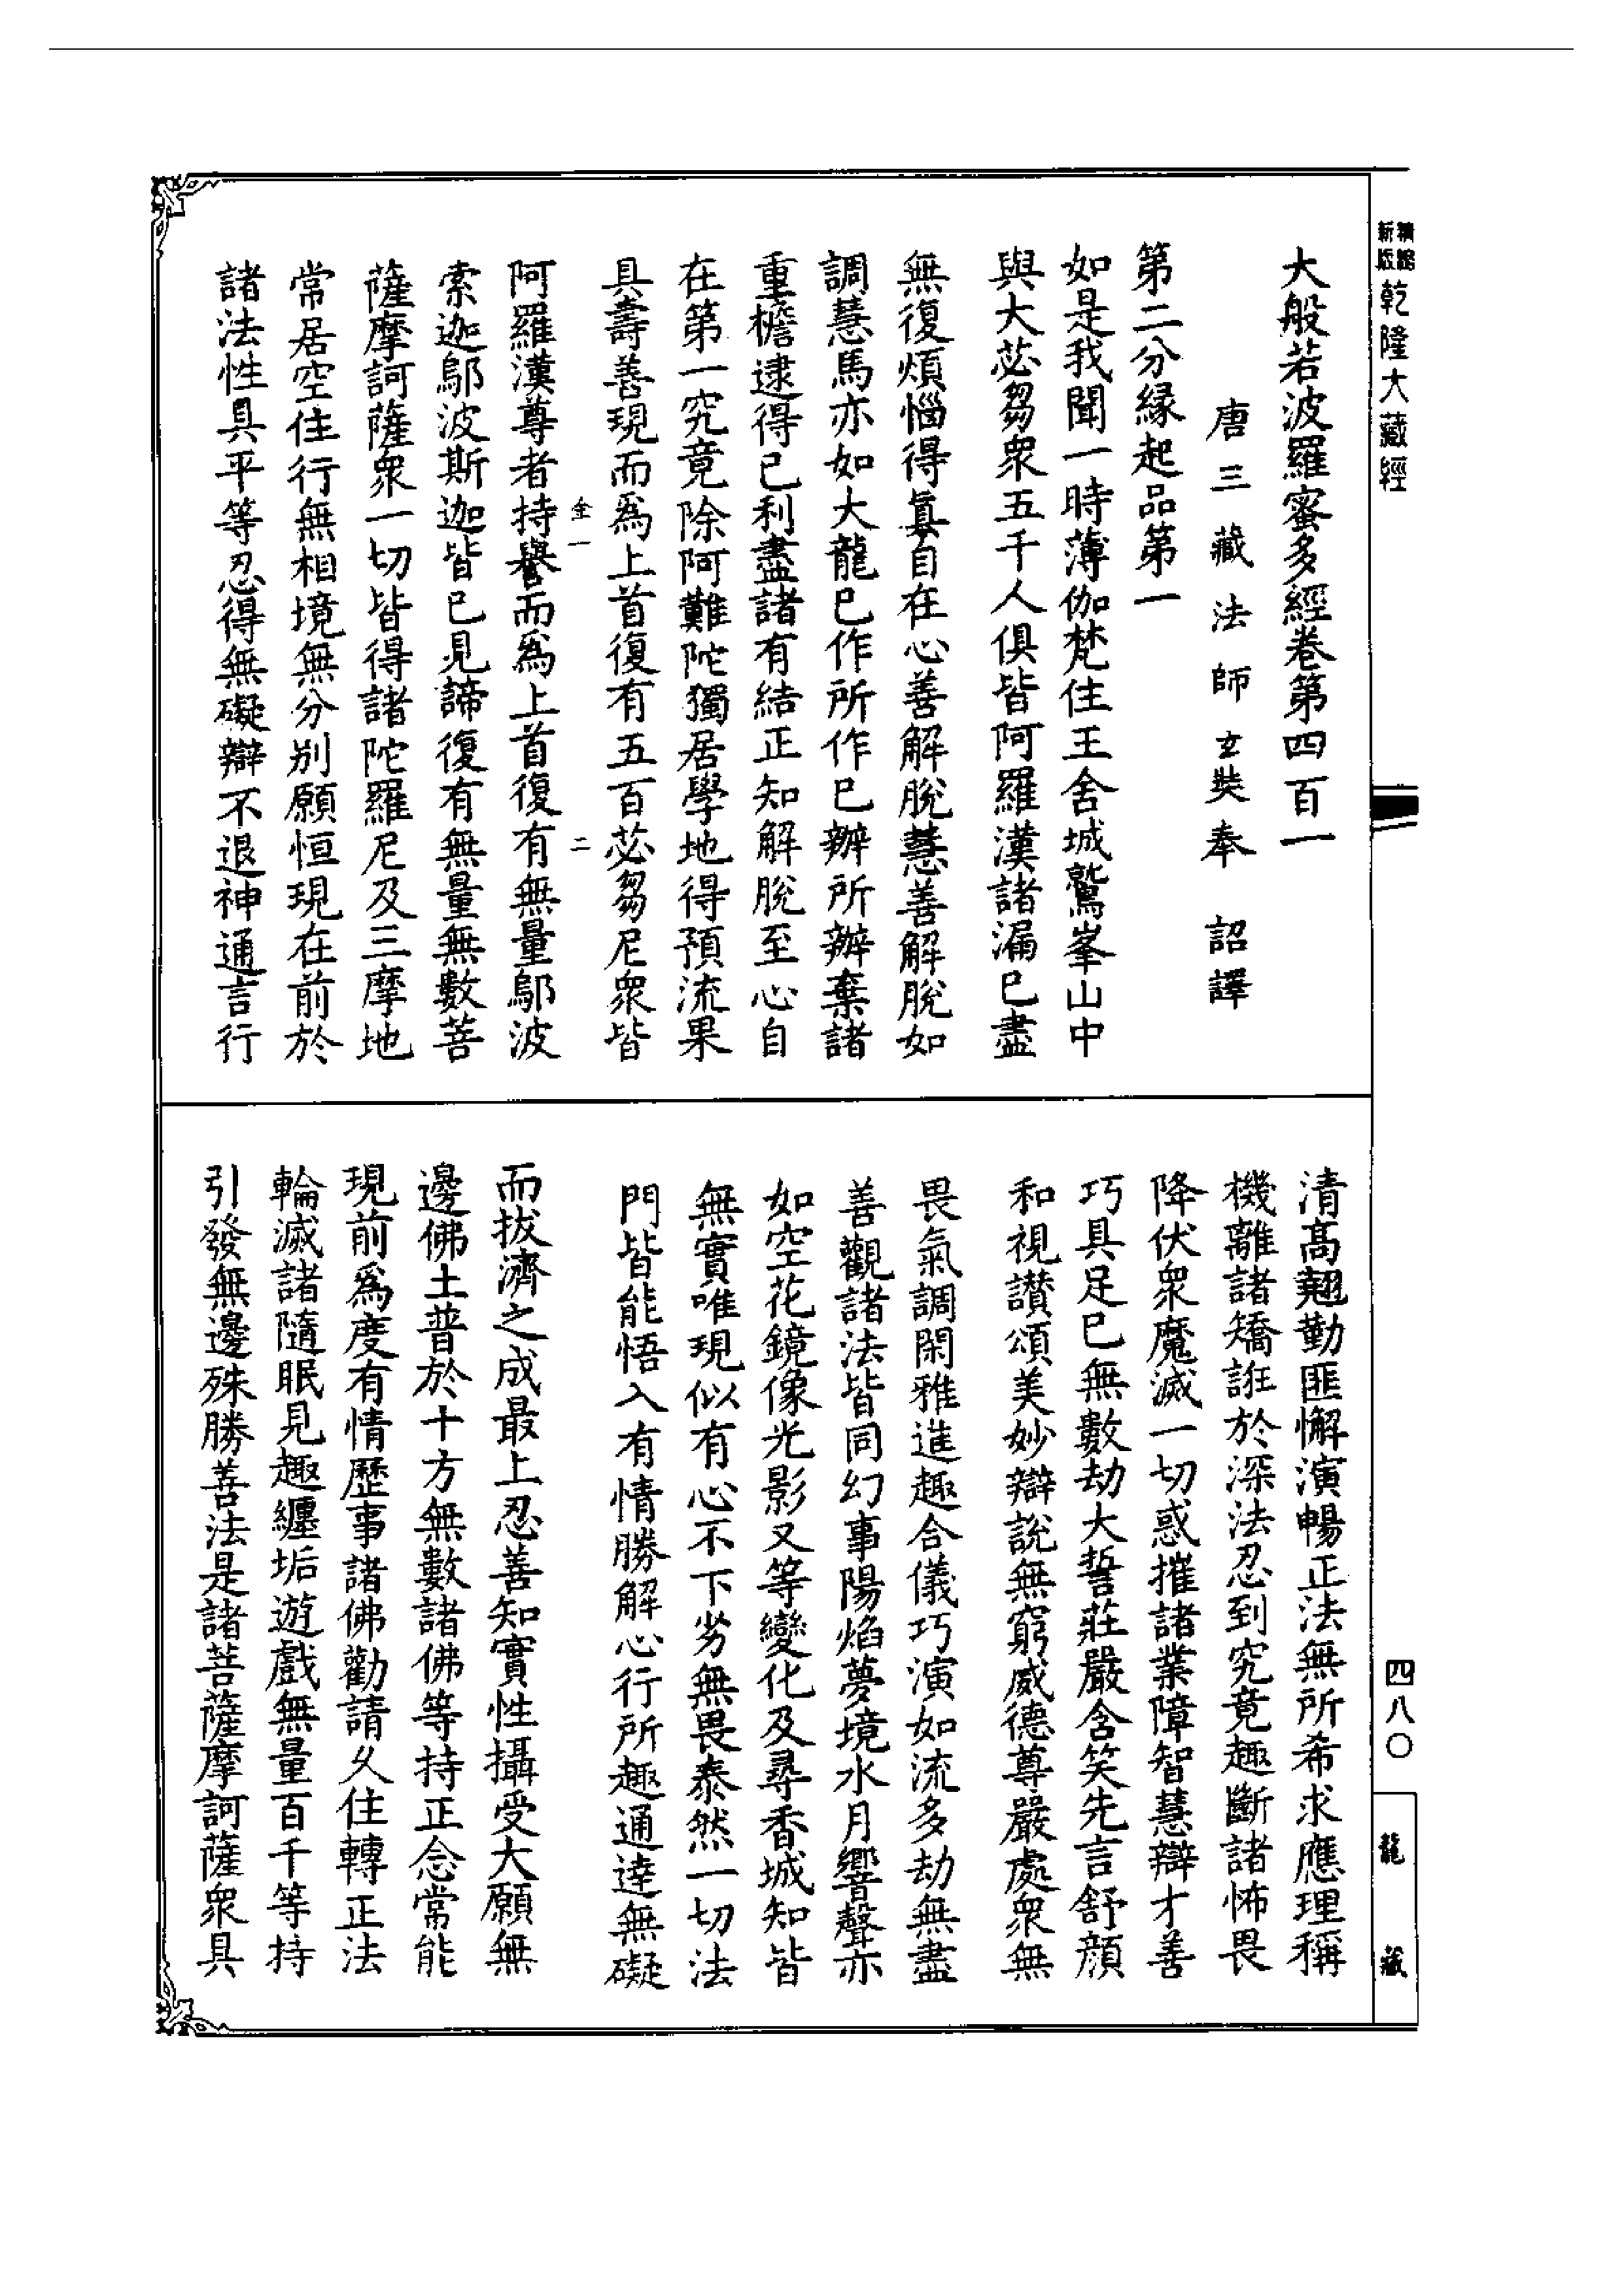 新版
精縮
乾隆大藏經
大般若波羅蜜多經卷第四百一
唐三藏法師玄奘奉 詔譯
第二分緣起品第一
如是我聞一時薄伽梵住王舍城鷲峯山中
與大苾芻衆五千人俱皆阿羅漢諸漏已盡
無復煩惱得真自在心善解脫慧善解脫如
調慧馬亦如大龍已作所作已辦所辦棄諸
重檐逮得已利盡諸有結正知解脫至心自
在第一究竟除阿難陀獨居學地得預流果
具壽善現而爲上首復有五百苾芻尼衆皆
全一 二
阿羅漢尊者持譽而爲上首復有無量鄔波
索迦鄔波斯迦皆已見諦復有無量無數菩
薩摩訶薩衆一切皆得諸陀羅尼及三摩地
常居空住行無相境無分別願恒現在前於
諸法性具平等忍得無礙辯不退神通言行
清高翹勤匪懈演暢正法無所希求應理稱
機離諸矯誑於深法忍到究竟趣斷諸怖畏
降伏衆魔滅一切惑摧諸業障智慧辯才善
巧具足已無數劫大誓莊嚴含笑先言舒顏
和視讚頌美妙辯說無窮威德尊嚴處衆無
畏氣調閑雅進趣合儀巧演如流多劫無盡
善觀諸法皆同幻事陽焰夢境水月響聲亦
如空花鏡像光影又等變化及尋香城知皆
無實唯現似有心不下劣無畏泰然一切法
門皆能悟入有情勝解心行所趣通達無礙
而拔濟之成最上忍善知實性攝受大願無
邊佛土普於十方無數諸佛等持正念常能
現前爲度有情歷事諸佛勸請久住轉正法
輪滅諸隨眠見趣纏垢遊戲無量百千等持
引發無邊殊勝善法是諸菩薩摩訶薩衆具
四八〇
龍藏